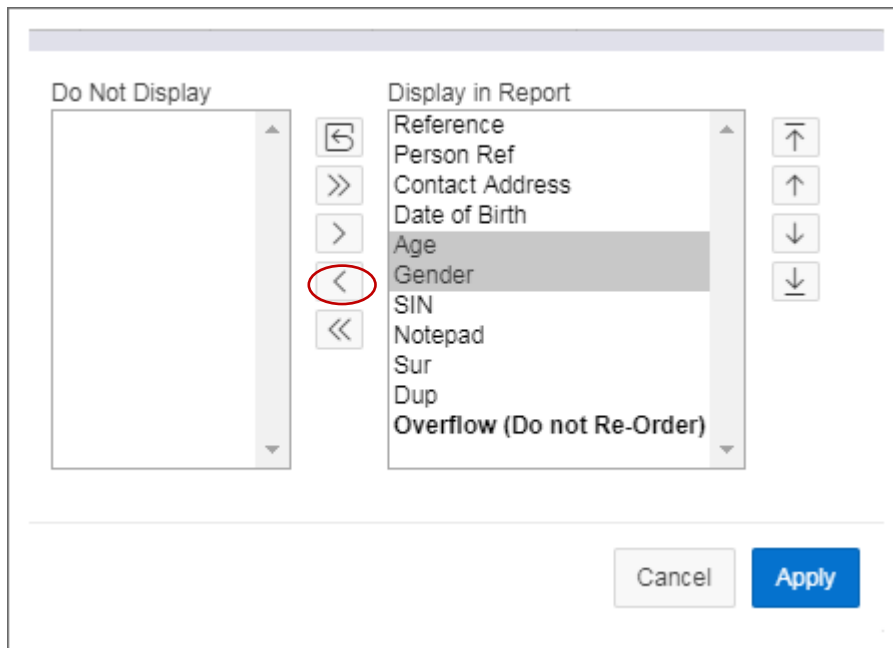 Do Not Display
Display in Report
Reference
Person Ref
Contact Address
Date of Birth
Age
Gender
SIN
Notepad
Sur
Dup
Overflow (Do not Re-Order)
Cancel
Apply